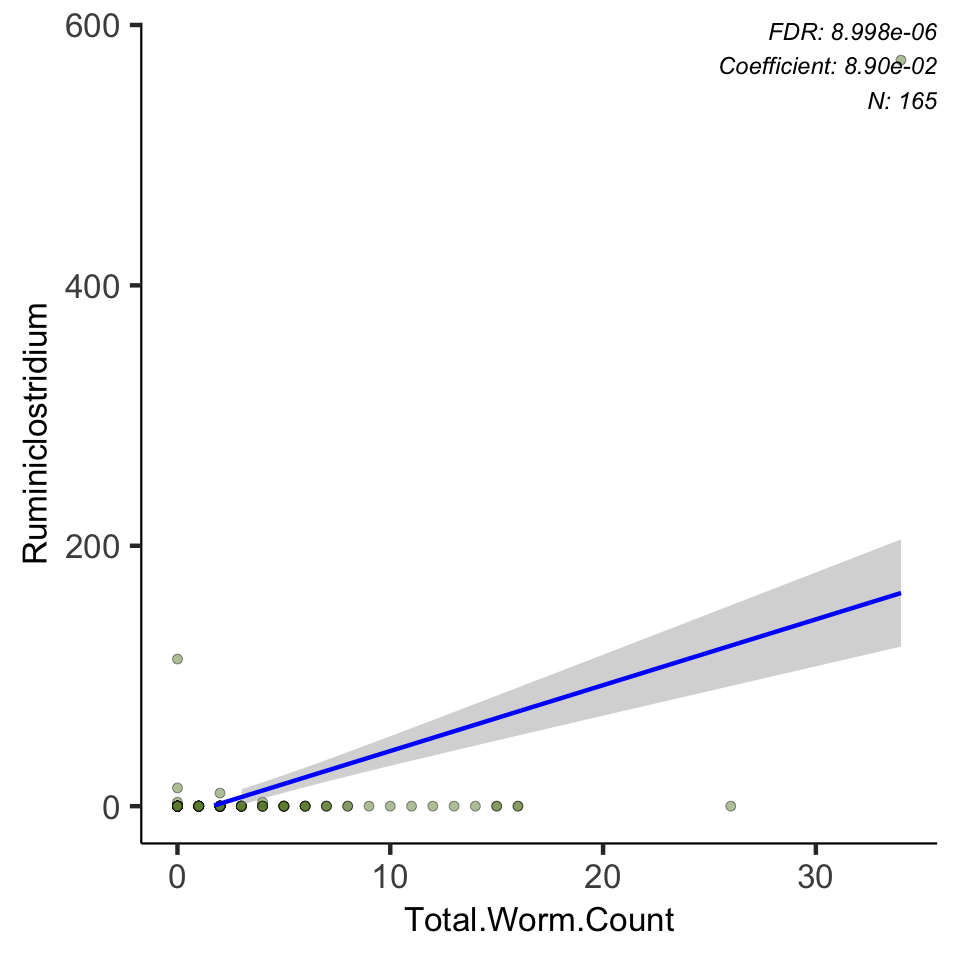 FDR: 8.998e-06
Coefficient: 8.90e-02
N: 165
600
400
200
0
Ruminiclostridium
0 10 20 30
Total.Worm.Count